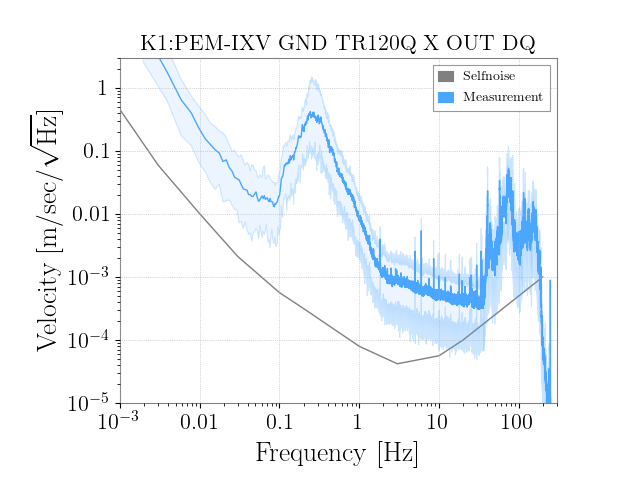 K1:PEM-IXV GND TR120Q X OUT DQ
Selfnoise
Measurement
Velocity [m/sec/√Hz]
1
0.1
0.01
10⁻³
10⁻⁴
10⁻⁵
10⁻³ 0.01 0.1 1 10 100
Frequency [Hz]